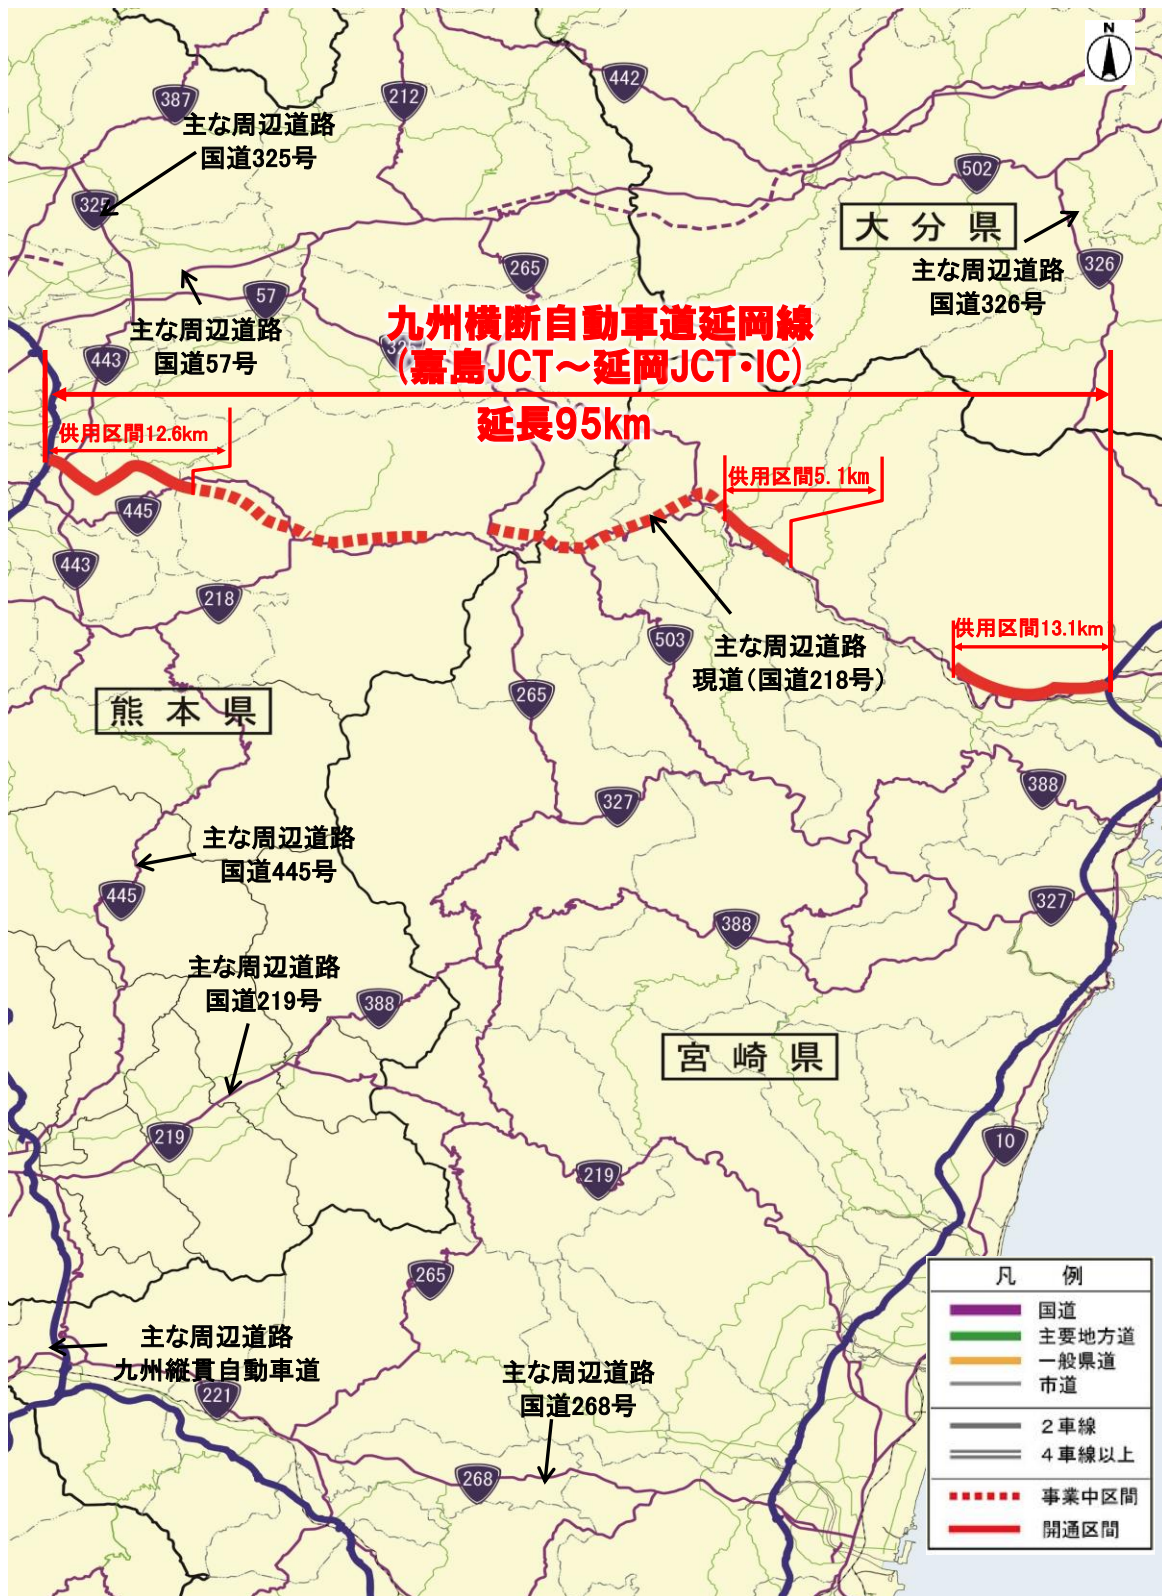 N
387
212
442
主な周辺道路
国道325号
502
325
大分県
265
主な周辺道路
国道326号
326
57
主な周辺道路
国道57号
九州横断自動車道延岡線
(嘉島JCT～延岡JCT・IC)
延長95km
443
供用区間12.6km
供用区間5.1km
445
443
218
503
主な周辺道路
現道(国道218号)
供用区間13.1km
265
熊本県
327
388
主な周辺道路
国道445号
445
327
388
主な周辺道路
国道219号
388
宮崎県
219
10
219
265
主な周辺道路
九州縦貫自動車道
主な周辺道路
国道268号
221
268
凡例
国道
主要地方道
一般県道
市道
2車線
4車線以上
事業中区間
開通区間